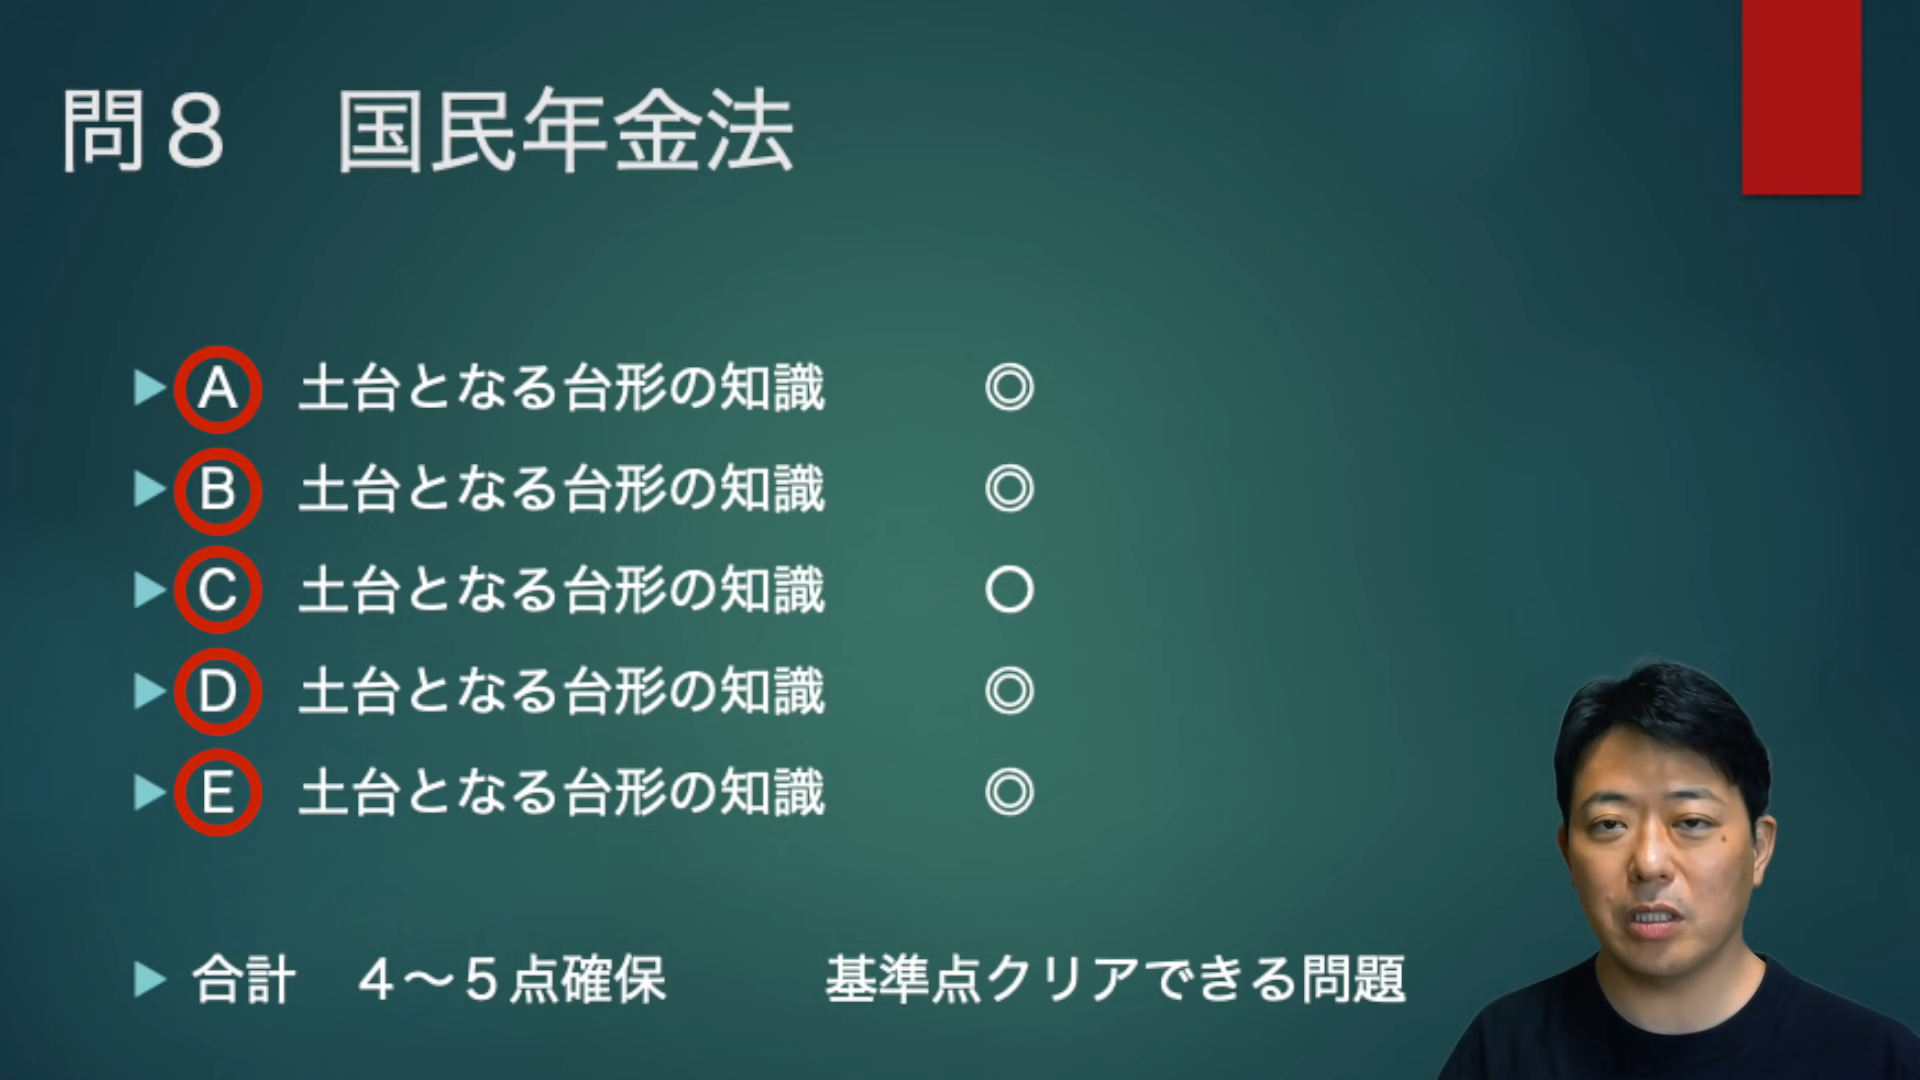 問８　国民年金法
A　土台となる台形の知識　◎
B　土台となる台形の知識　◎
C　土台となる台形の知識　〇
D　土台となる台形の知識　◎
E　土台となる台形の知識　◎
合計　４〜５点確保　基準点クリアできる問題